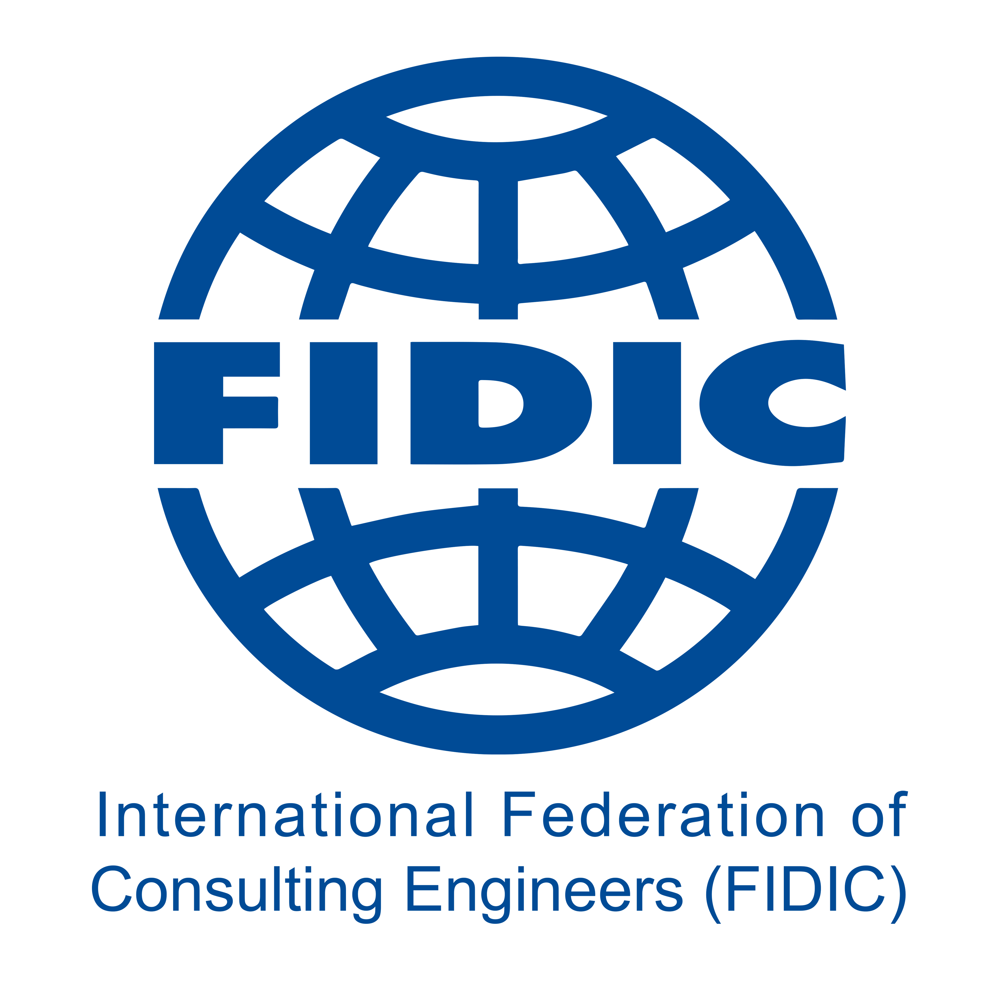 FIDIC
International Federation of
Consulting Engineers (FIDIC)